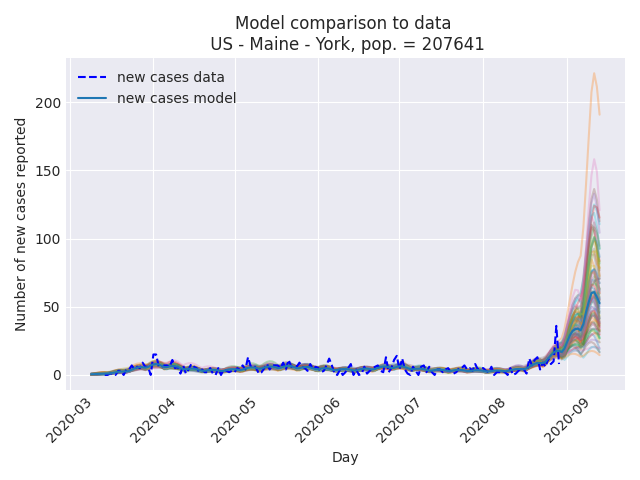 Model comparison to data
US - Maine - York, pop. = 207641
new cases data
new cases model
Number of new cases reported
200
150
100
50
0
2020-03
2020-04
2020-05
2020-06
2020-07
2020-08
2020-09
Day